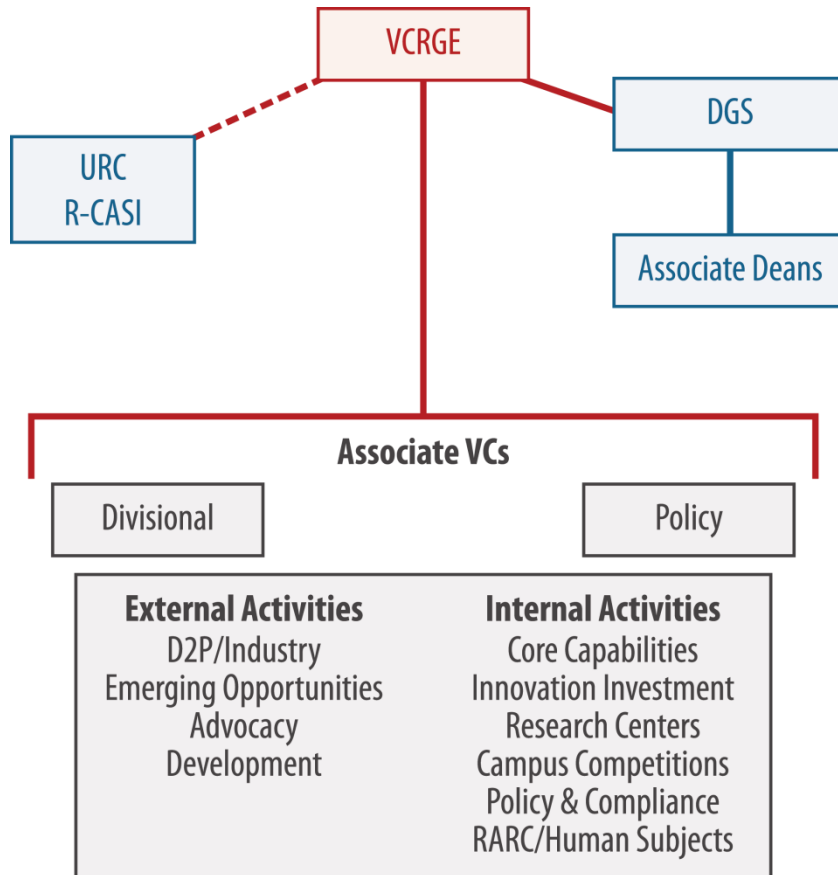 VCRGE
DGS
URC
R-CASI
Associate Deans
Associate VCs
Divisional
Policy
External Activities
D2P/Industry
Emerging Opportunities
Advocacy
Development
Internal Activities
Core Capabilities
Innovation Investment
Research Centers
Campus Competitions
Policy & Compliance
RARC/Human Subjects